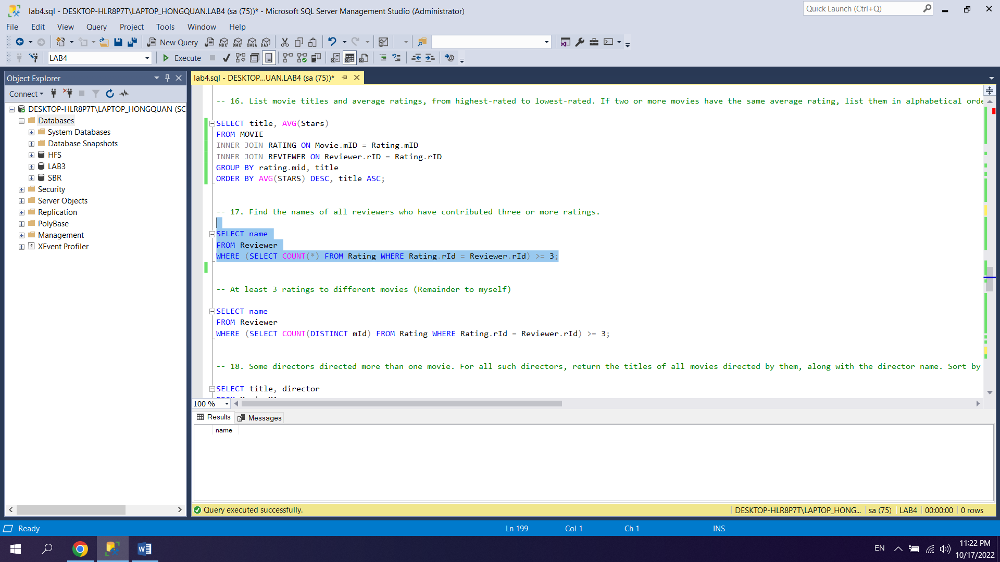 lab4.sql - DESKTOP-HLR8P7T\LAPTOP_HONGQUAN.LAB4 (sa (75))* - Microsoft SQL Server Management Studio (Administrator)
Quick Launch (Ctrl+Q)
File Edit View Query Project Tools Window Help
New Query
MDX DMX XMLA DAX
LAB4
Execute
Object Explorer
Connect
DESKTOP-HLR8P7T\LAPTOP_HONGQUAN (SC
Databases
System Databases
Database Snapshots
HFS
LAB3
SBR
Security
Server Objects
Replication
PolyBase
Management
XEvent Profiler
lab4.sql - DESKTOP...UAN.LAB4 (sa (75))*
-- 16. List movie titles and average ratings, from highest-rated to lowest-rated. If two or more movies have the same average rating, list them in alphabetical orde
SELECT title, AVG(Stars)
FROM MOVIE
INNER JOIN RATING ON Movie.mID = Rating.mID
INNER JOIN REVIEWER ON Reviewer.rID = Rating.rID
GROUP BY rating.mid, title
ORDER BY AVG(STARS) DESC, title ASC;
-- 17. Find the names of all reviewers who have contributed three or more ratings.
SELECT name
FROM Reviewer
WHERE (SELECT COUNT(*) FROM Rating WHERE Rating.rId = Reviewer.rId) >= 3;
-- At least 3 ratings to different movies (Remainder to myself)
SELECT name
FROM Reviewer
WHERE (SELECT COUNT(DISTINCT mId) FROM Rating WHERE Rating.rId = Reviewer.rId) >= 3;
-- 18. Some directors directed more than one movie. For all such directors, return the titles of all movies directed by them, along with the director name. Sort by
SELECT title, director
100 %
Results
Messages
name
Query executed successfully.
DESKTOP-HLR8P7T\LAPTOP_HONG... sa (75) LAB4 00:00:00 0 rows
Ready
Ln 199
Col 1
Ch 1
INS
EN
11:22 PM
10/17/2022